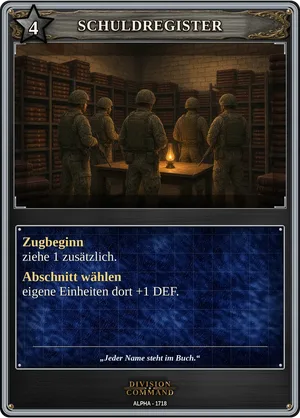 4
SCHULDREGISTER
Zugbeginn
ziehe 1 zusätzlich.
Abschnitt wählen
eigene Einheiten dort +1 DEF.
„Jeder Name steht im Buch.“
DIVISION
COMMAND
ALPHA - 1718